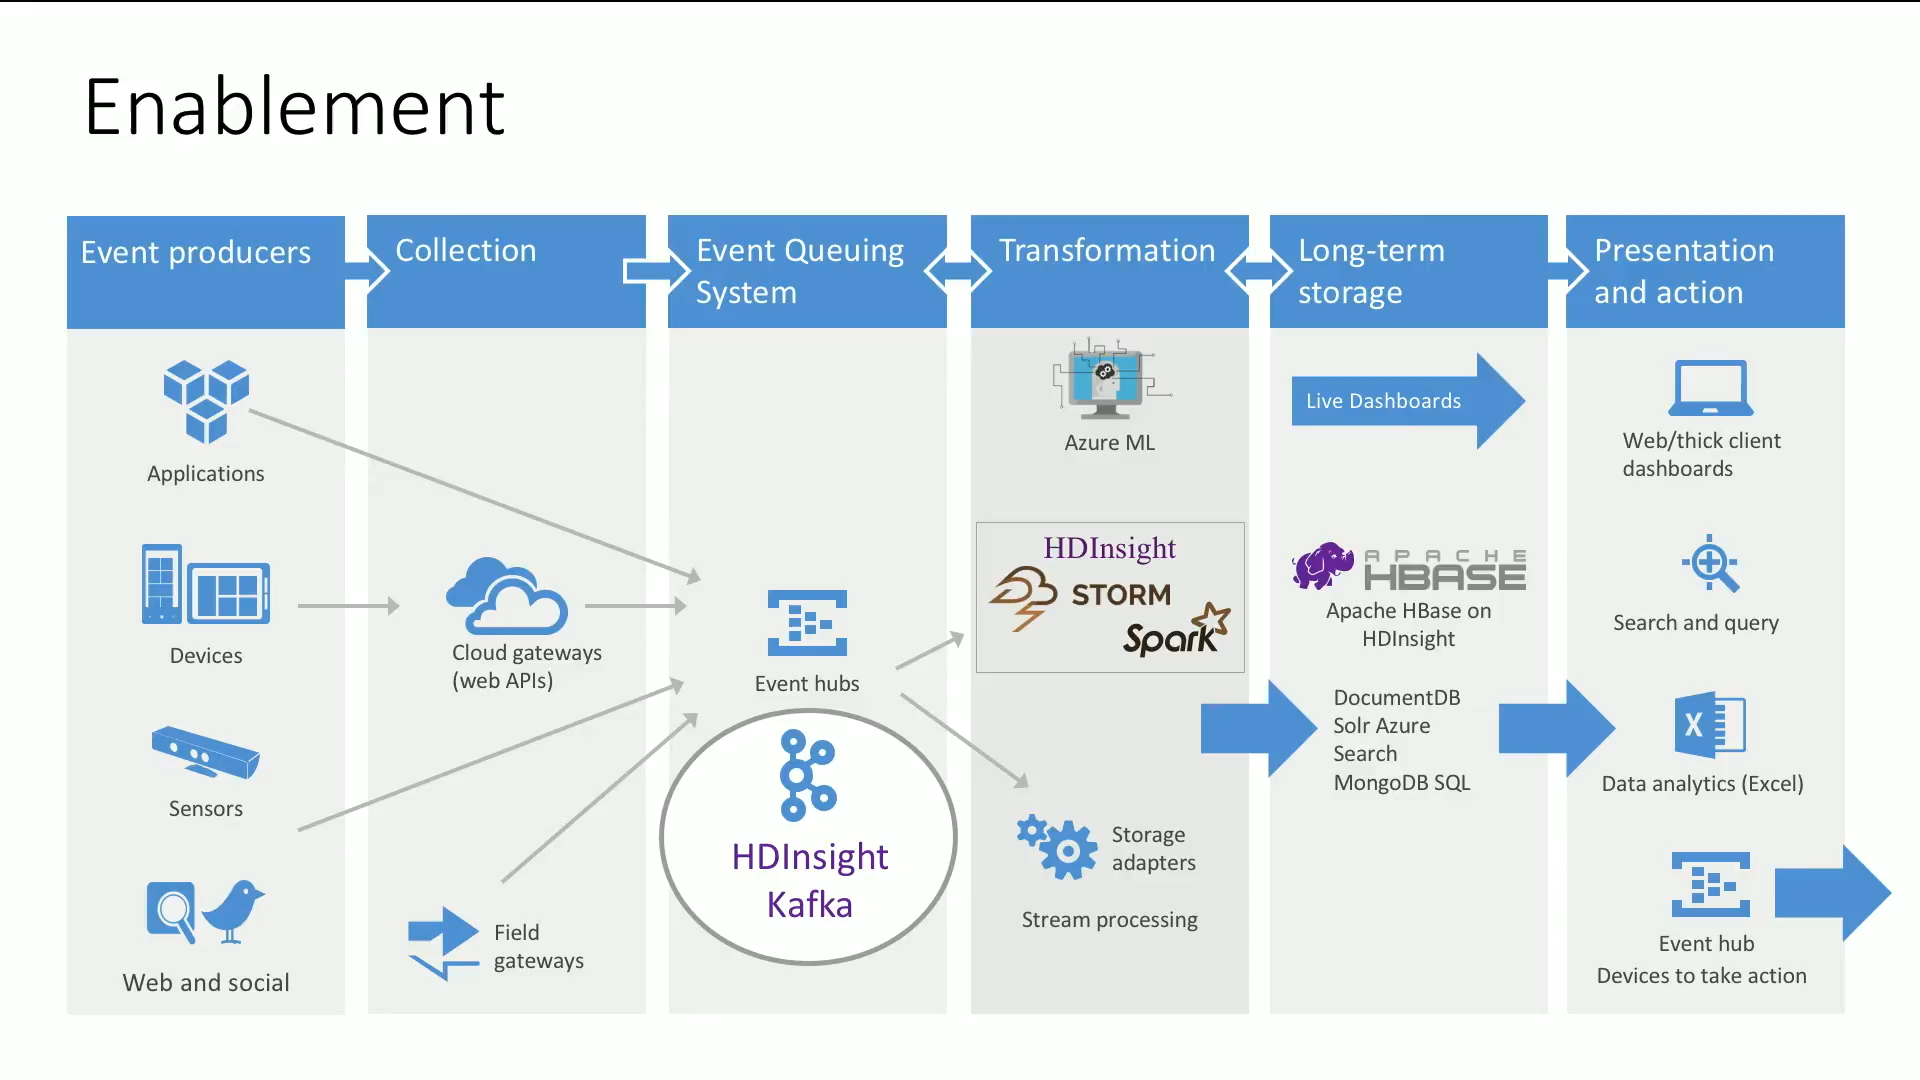 Enablement
Event producers
Collection
Event Queuing
System
Transformation
Long-term
storage
Presentation
and action
Applications
Devices
Sensors
Web and social
Cloud gateways
(web APIs)
Field
gateways
Event hubs
HDInsight
Kafka
Azure ML
HDInsight
STORM
Spark
Storage
adapters
Stream processing
Live Dashboards
APACHE
HBASE
Apache HBase on
HDInsight
DocumentDB
Solr Azure
Search
MongoDB SQL
Web/thick client
dashboards
Search and query
X
Data analytics (Excel)
Event hub
Devices to take action